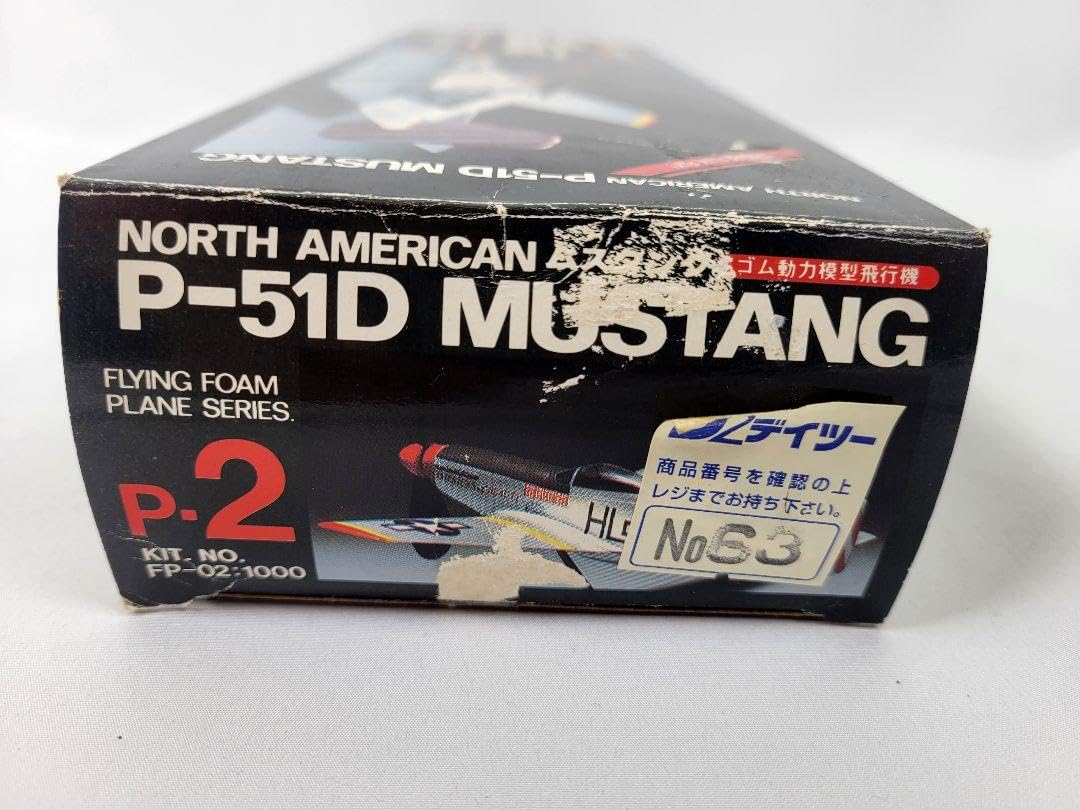 NORTH AMERICAN P-51D MUSTANG
NORTH AMERICAN ムスタング ゴム動力模型飛行機
P-51D MUSTANG
FLYING FOAM
PLANE SERIES.
P-2
KIT. NO.
FP-02:1000
HL
デイツー
商品番号を確認の上
レジまでお持ち下さい。
No63